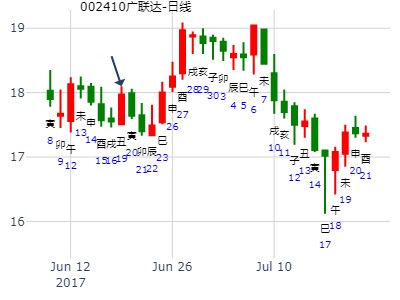 002410广联达-日线
19
18
17
16
寅
8
卯
9
午
12
未
13
申
14
酉
15
戌
16
丑
19
寅
20
卯
21
辰
22
巳
23
申
26
酉
27
戌
28
亥
29
子
30
卯
3
辰
4
巳
5
午
6
未
7
戌
10
亥
11
子
12
丑
13
寅
14
巳
17
午
18
未
19
申
20
酉
21
Jun 12
2017
Jun 26
Jul 10